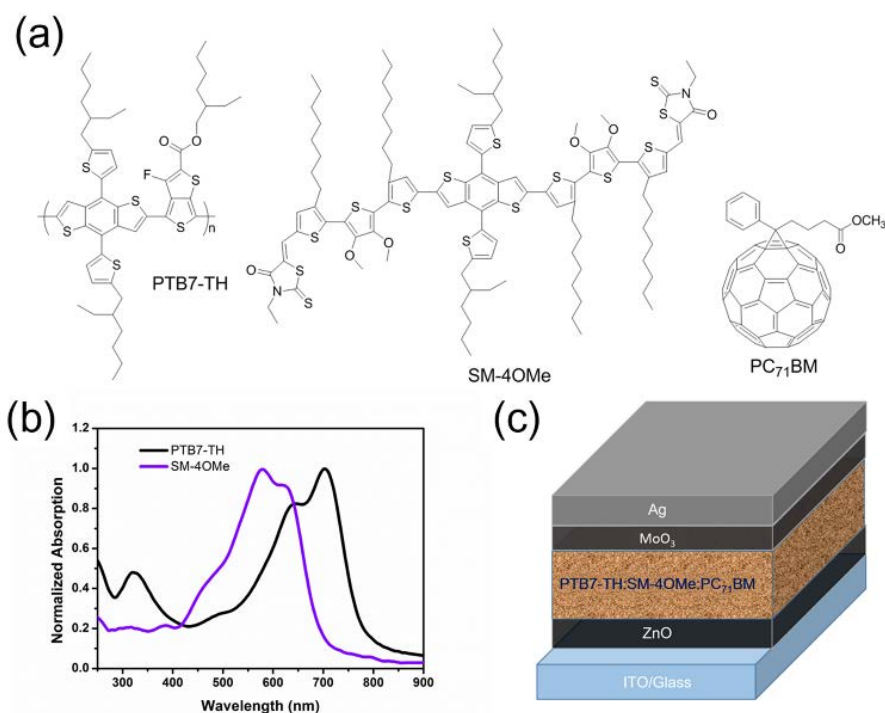 (a)
F
S
O
n
N
OCH₃
PTB7-TH
SM-4OMe
PC₇₁BM
(b)
PTB7-TH
SM-4OMe
Normalized Absorption
1.2
1.0
0.8
0.6
0.4
0.2
0.0
300 400 500 600 700 800 900
Wavelength (nm)
(c)
Ag
MoO₃
PTB7-TH:SM-4OMe:PC₇₁BM
ZnO
ITO/Glass